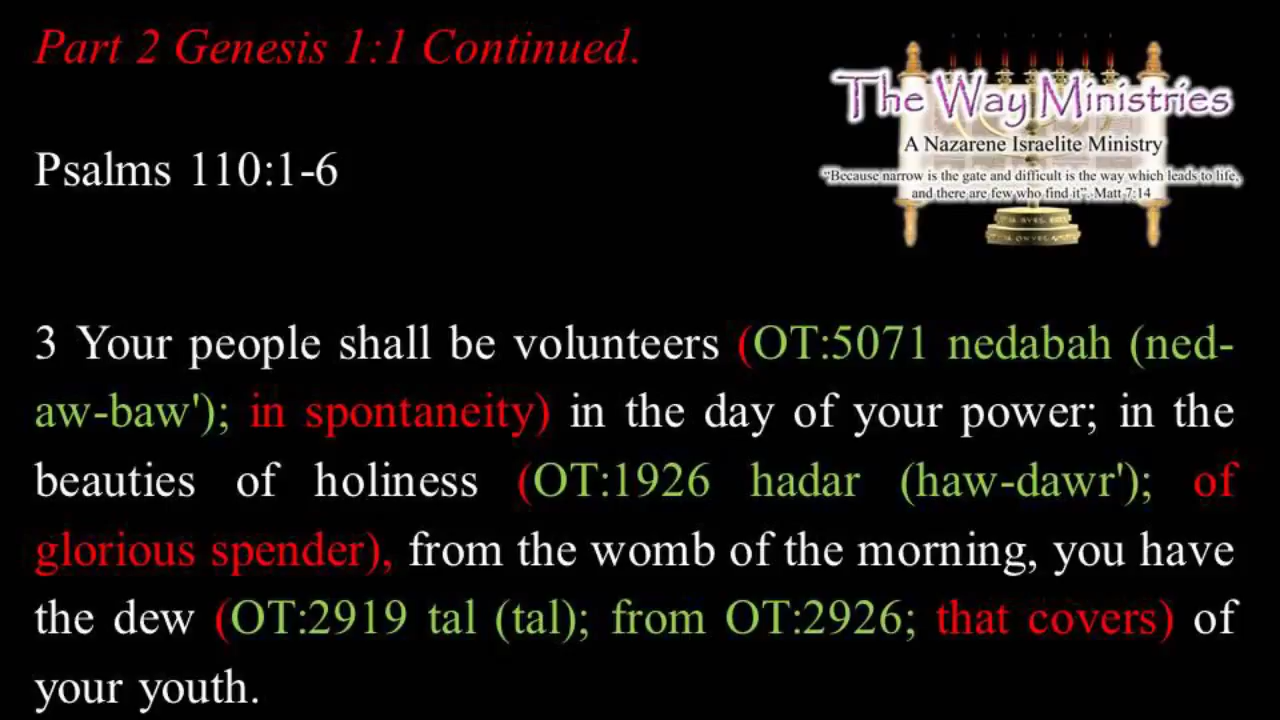 Part 2 Genesis 1:1 Continued.
The Way Ministries
A Nazarene Israelite Ministry
"Because narrow is the gate and difficult is the way which leads to life,
and there are few who find it". Matt 7:14
Psalms 110:1-6
3 Your people shall be volunteers (OT:5071 nedabah (ned-
aw-baw'); in spontaneity) in the day of your power; in the
beauties of holiness (OT:1926 hadar (haw-dawr'); of
glorious spender), from the womb of the morning, you have
the dew (OT:2919 tal (tal); from OT:2926; that covers) of
your youth.